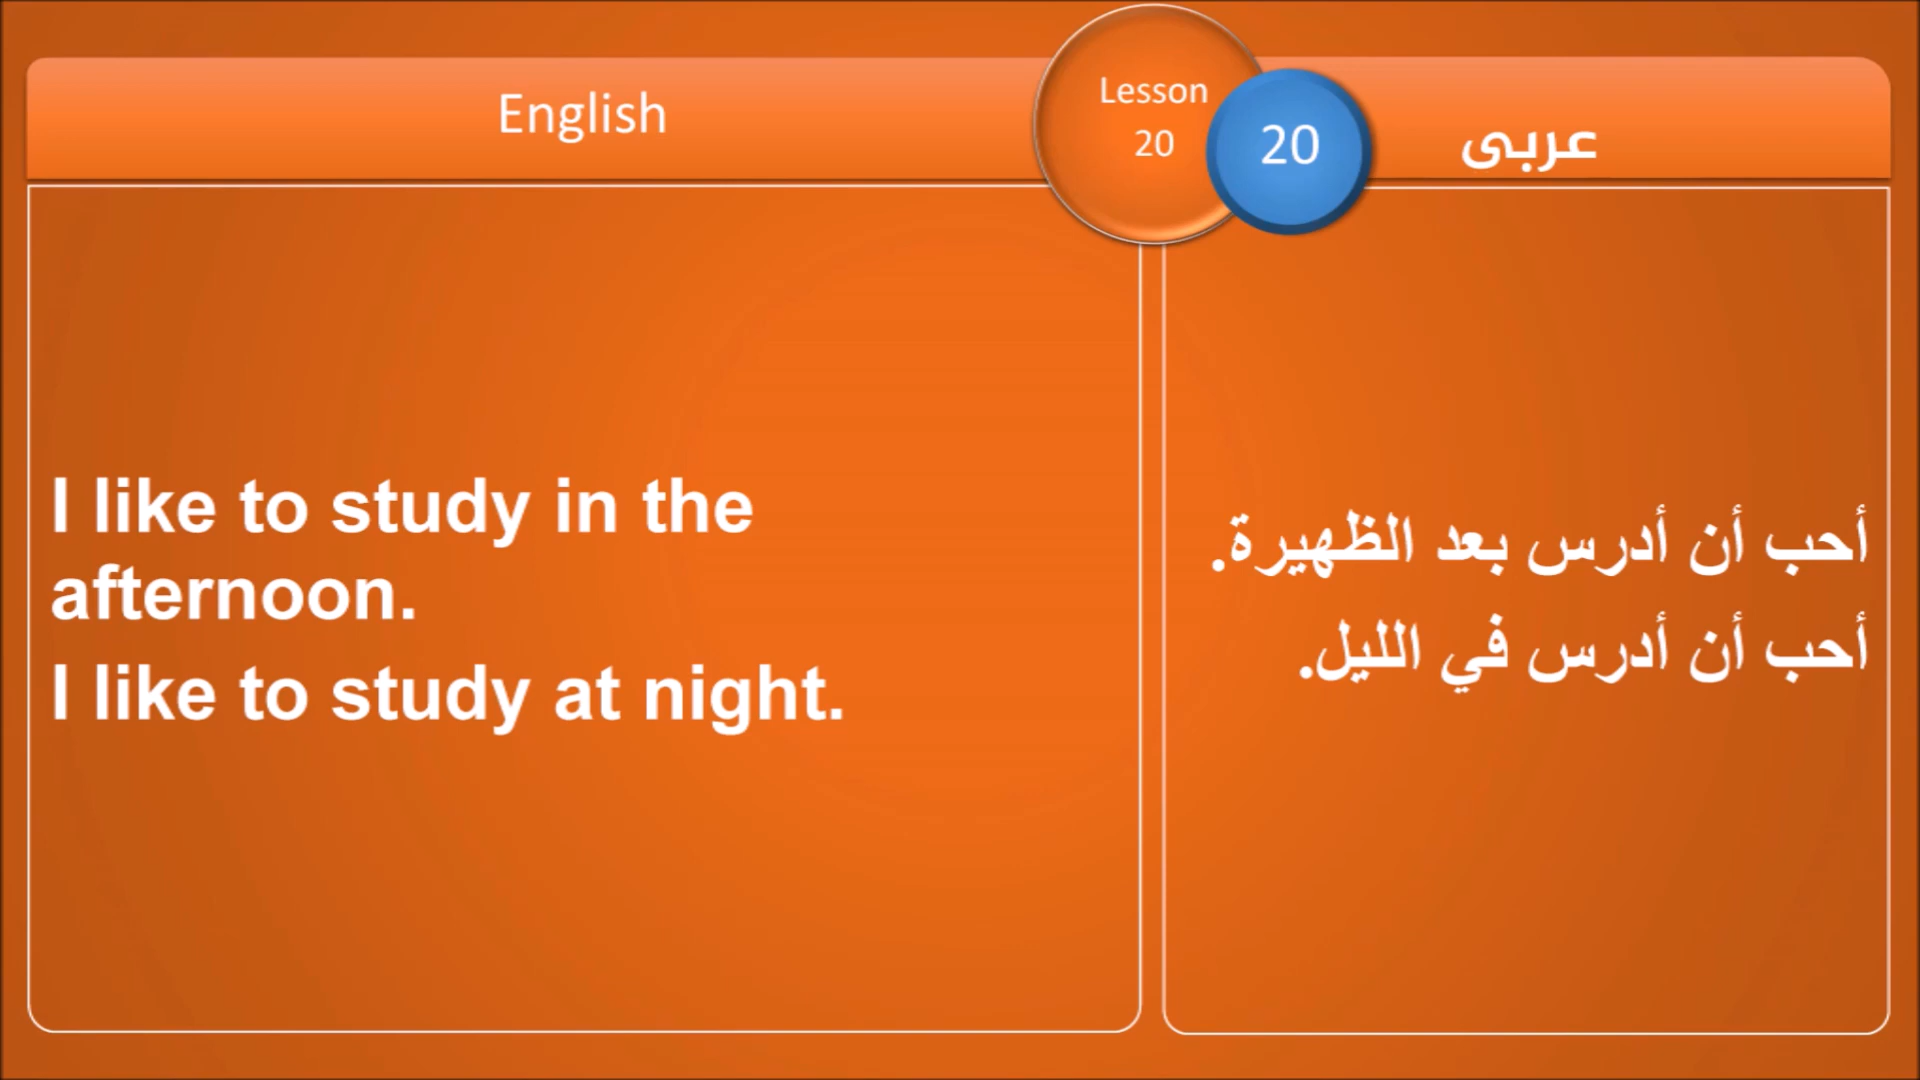 English
Lesson
20
20
عربى
I like to study in the
afternoon.
I like to study at night.
أحب أن أدرس بعد الظهيرة.
أحب أن أدرس في الليل.